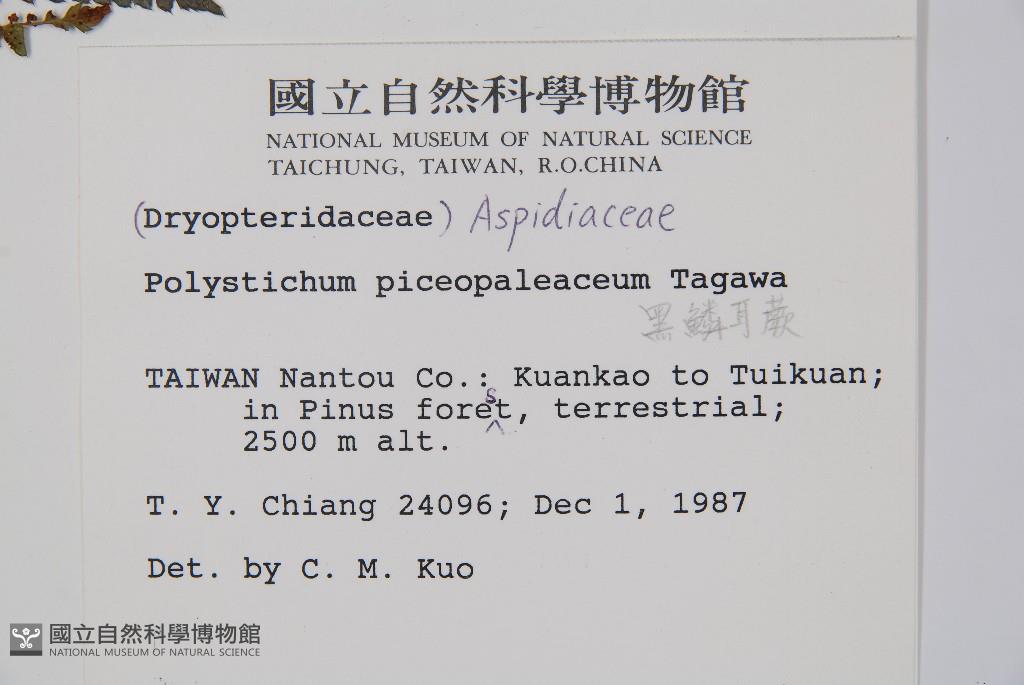 國立自然科學博物館
NATIONAL MUSEUM OF NATURAL SCIENCE
TAICHUNG, TAIWAN, R.O.CHINA
(Dryopteridaceae) Aspidiaceae
Polystichum piceopaleaceum Tagawa
黑鱗耳蕨
TAIWAN Nantou Co.: Kuankao to Tuikuan;
in Pinus forest, terrestrial;
2500 m alt.
T. Y. Chiang 24096; Dec 1, 1987
Det. by C. M. Kuo
國立自然科學博物館
NATIONAL MUSEUM OF NATURAL SCIENCE